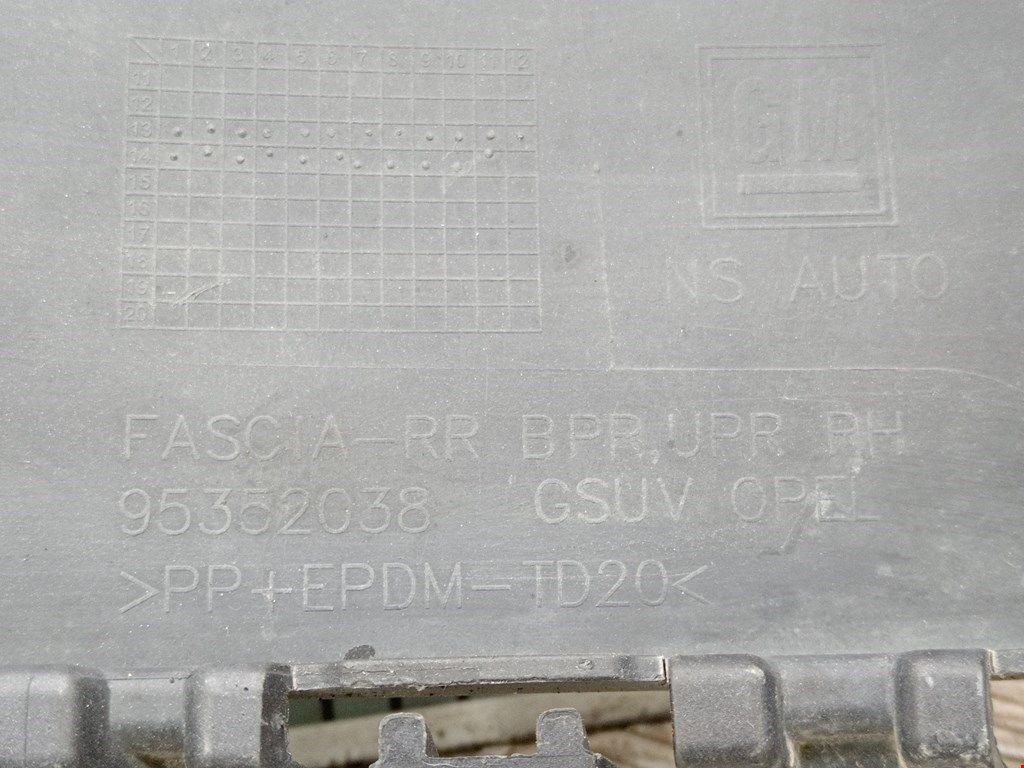 1 2 3 4 5 6 7 8 9 10 11 12
11
12
13
14
15
16
17
18
19
20
GM
NS AUTO
FASCIA-RR BPR,UPR RH
95352038 GSUV OPEL
>PP+EPDM-TD20<